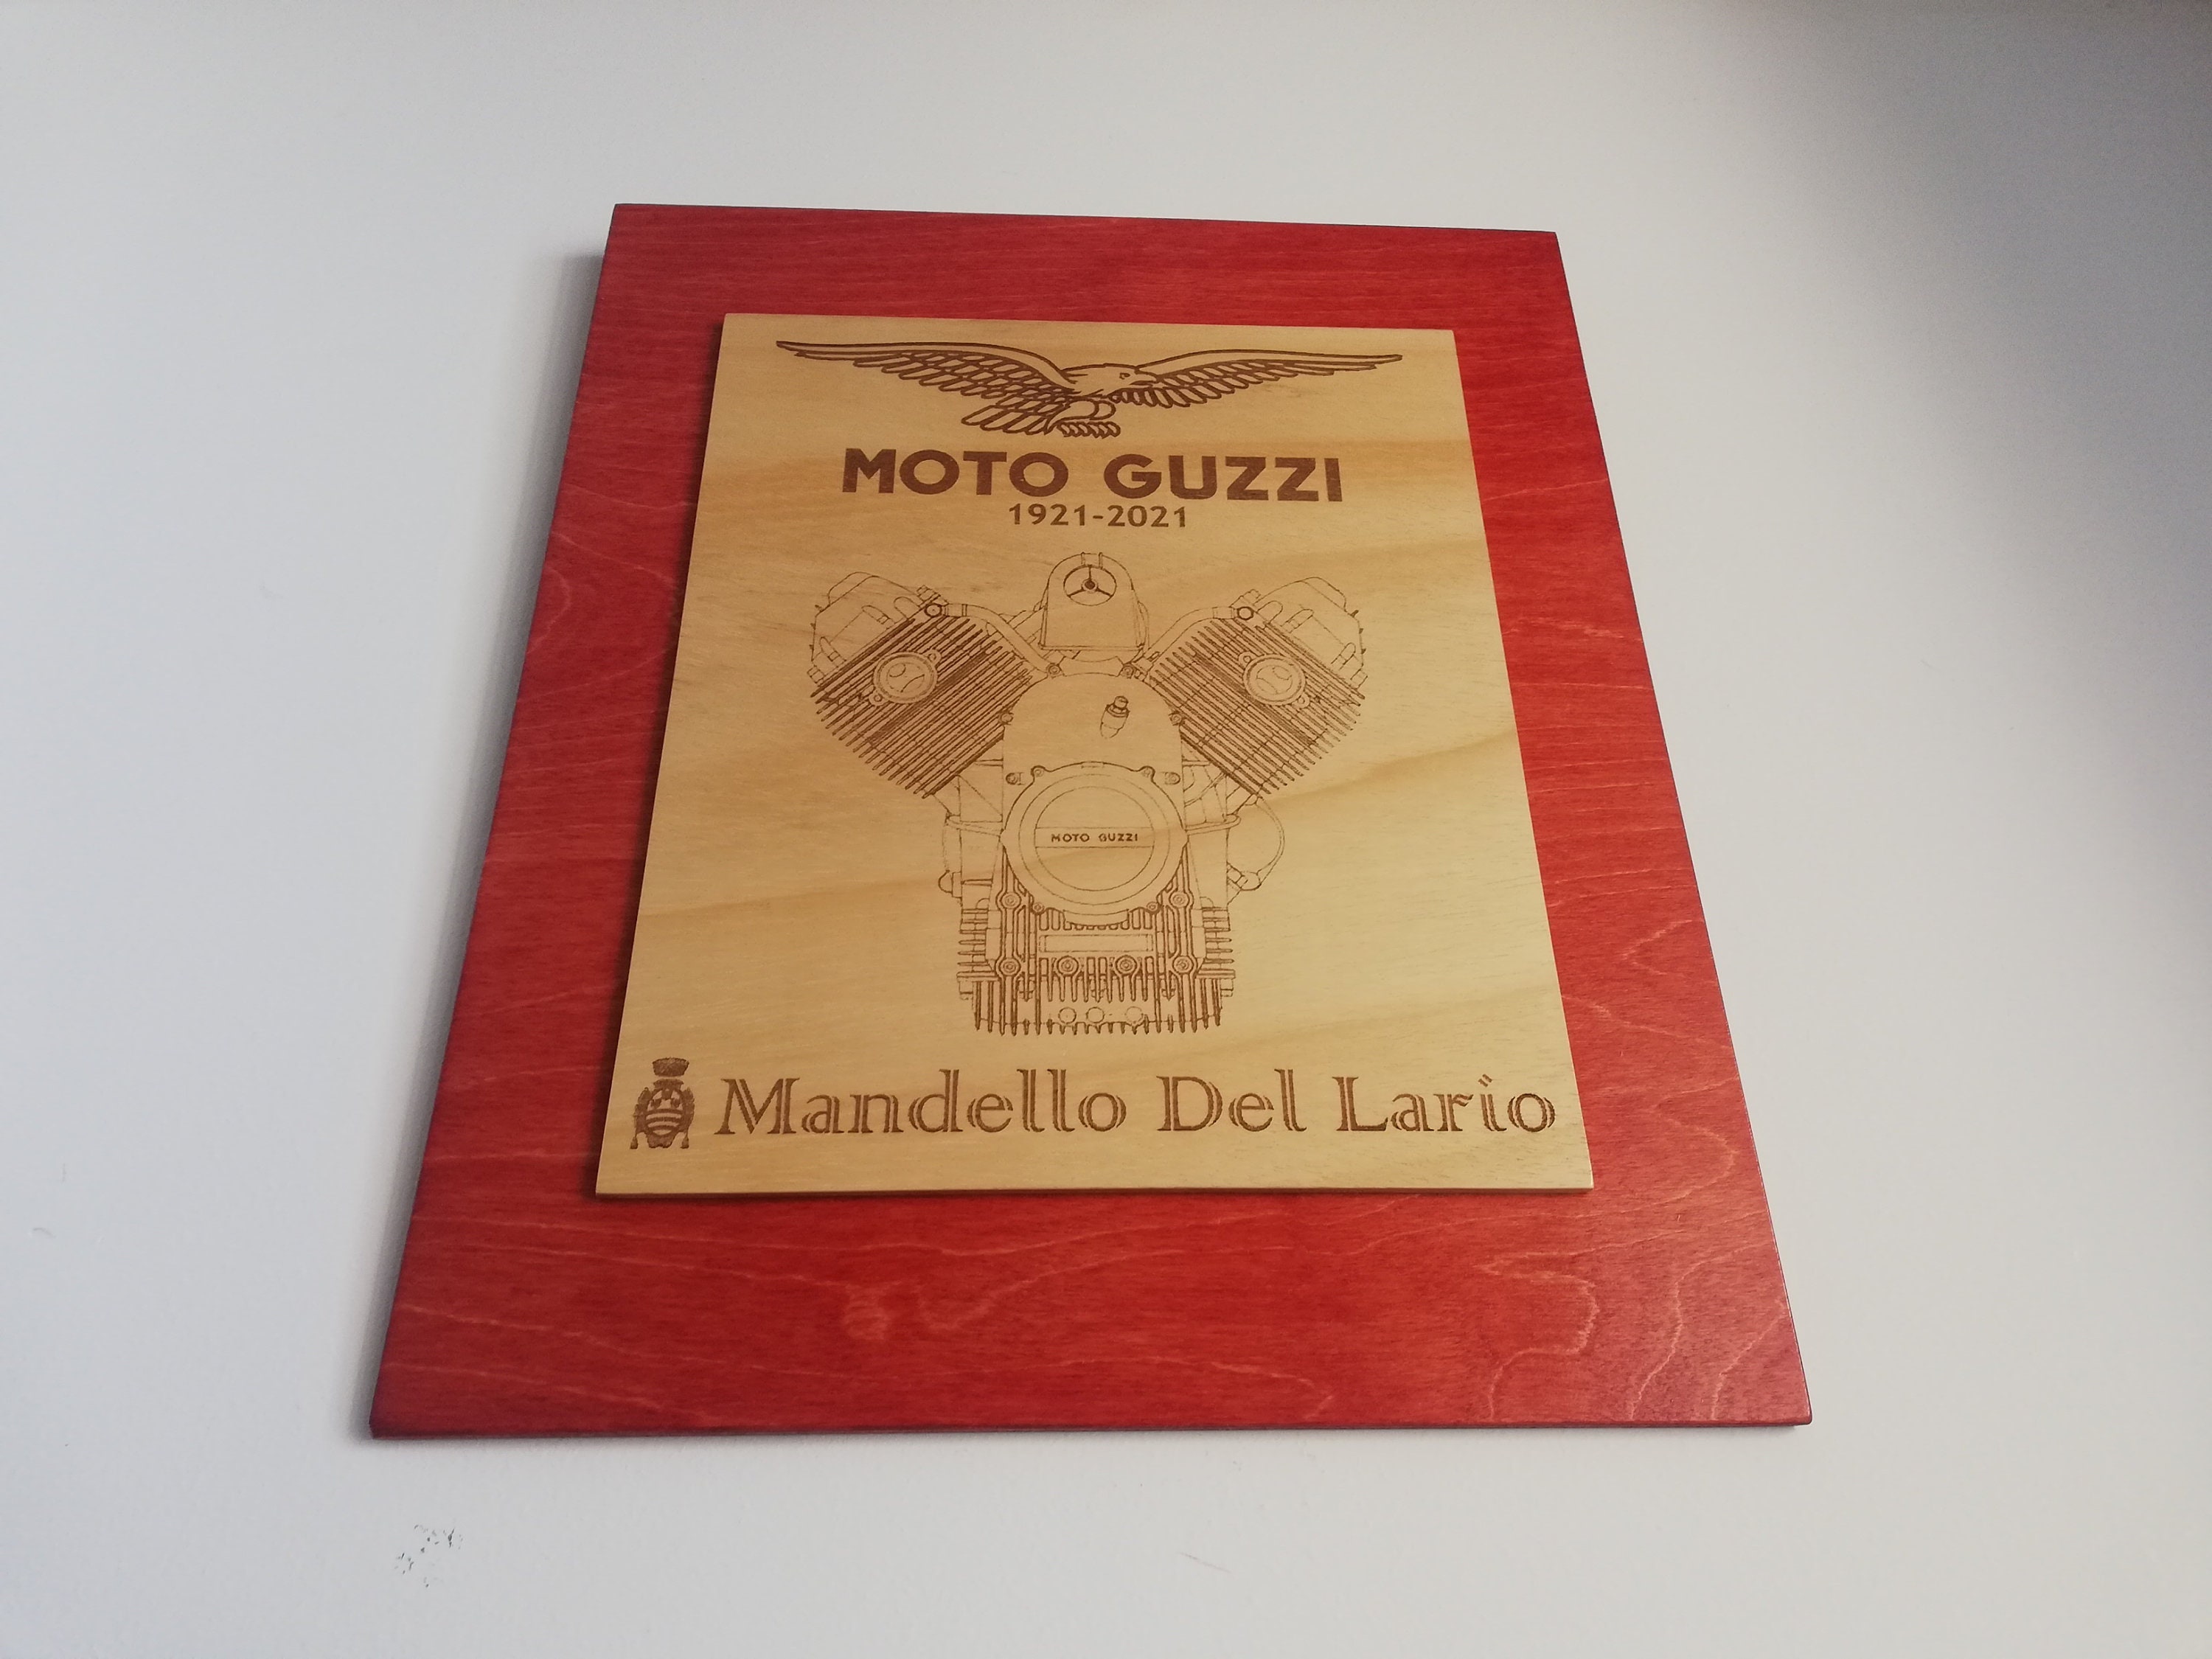 MOTO GUZZI
1921-2021
MOTO GUZZI
Mandello Del Lario